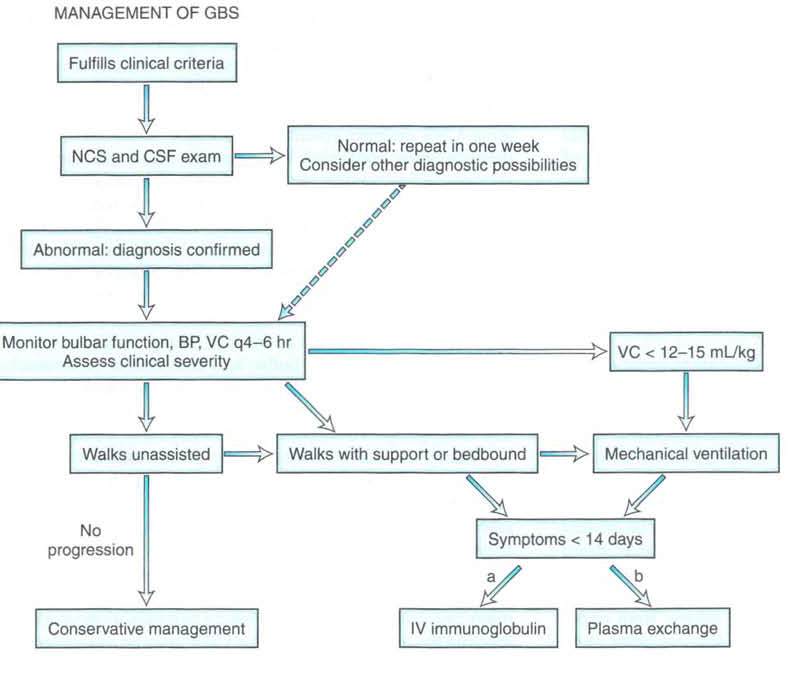 MANAGEMENT OF GBS
Fulfills clinical criteria
NCS and CSF exam
Normal: repeat in one week
Consider other diagnostic possibilities
Abnormal: diagnosis confirmed
Monitor bulbar function, BP, VC q4–6 hr
Assess clinical severity
VC < 12–15 mL/kg
Walks unassisted
Walks with support or bedbound
Mechanical ventilation
No
progression
Symptoms < 14 days
a
b
Conservative management
IV immunoglobulin
Plasma exchange